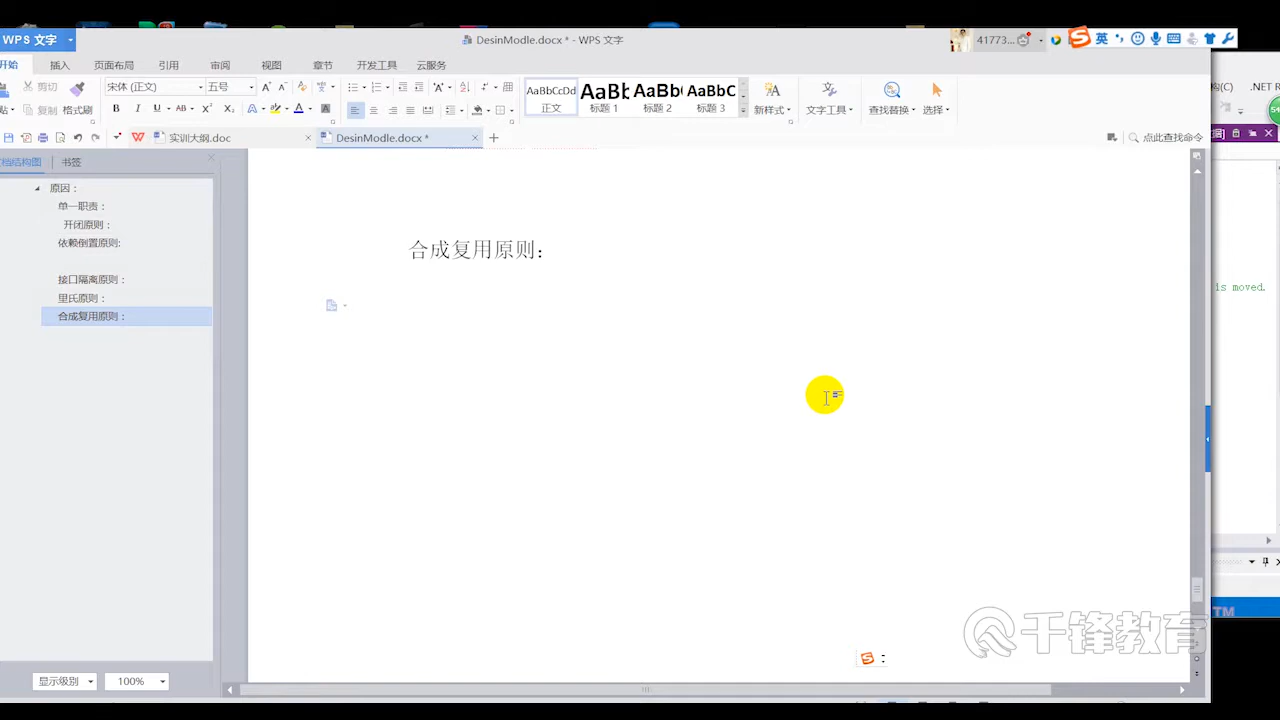 WPS 文字
DesinModle.docx * - WPS 文字
41773...
英
开始
插入
页面布局
引用
审阅
视图
章节
开发工具
云服务
剪切
复制
格式刷
宋体 (正文)
五号
AaBbCcDd
正文
AaBb
标题 1
AaBb(
标题 2
AaBbC
标题 3
新样式
文字工具
查找替换
选择
.NET R
实训大纲.doc
DesinModle.docx *
点此查找命令
文档结构图
书签
原因：
单一职责：
开闭原则：
依赖倒置原则:
接口隔离原则：
里氏原则：
合成复用原则：
合成复用原则：
is moved.
千锋教育
TM
显示级别
100%